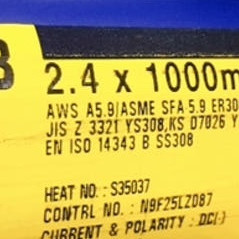 2.4 x 1000m
AWS A5.9/ASME SFA 5.9 ER30
JIS Z 3321 YS308,KS D7026 Y
EN ISO 14343 B SS308
HEAT NO. : S35037
CONTRL NO. : N9F25LZ087
CURRENT & POLARITY : DC(-)